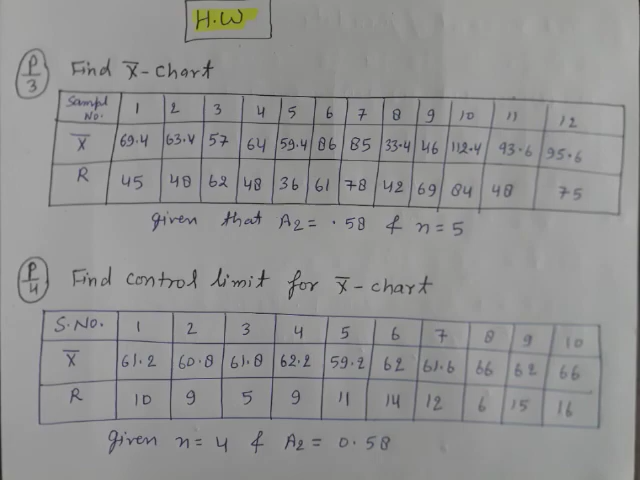 H.W
P/3 Find X̄-chart
Sampl No. 1 2 3 4 5 6 7 8 9 10 11 12
X̄ 69.4 63.4 57 64 59.4 86 85 33.4 46 112.4 93.6 95.6
R 45 48 62 48 36 61 78 42 69 84 48 75
given that A2 = .58 & n = 5
P/4 Find control limit for X̄-chart
S.No. 1 2 3 4 5 6 7 8 9 10
X̄ 61.2 60.8 61.8 62.2 59.2 62 61.6 66 62 66
R 10 9 5 9 11 14 12 6 15 16
given n = 4 & A2 = 0.58